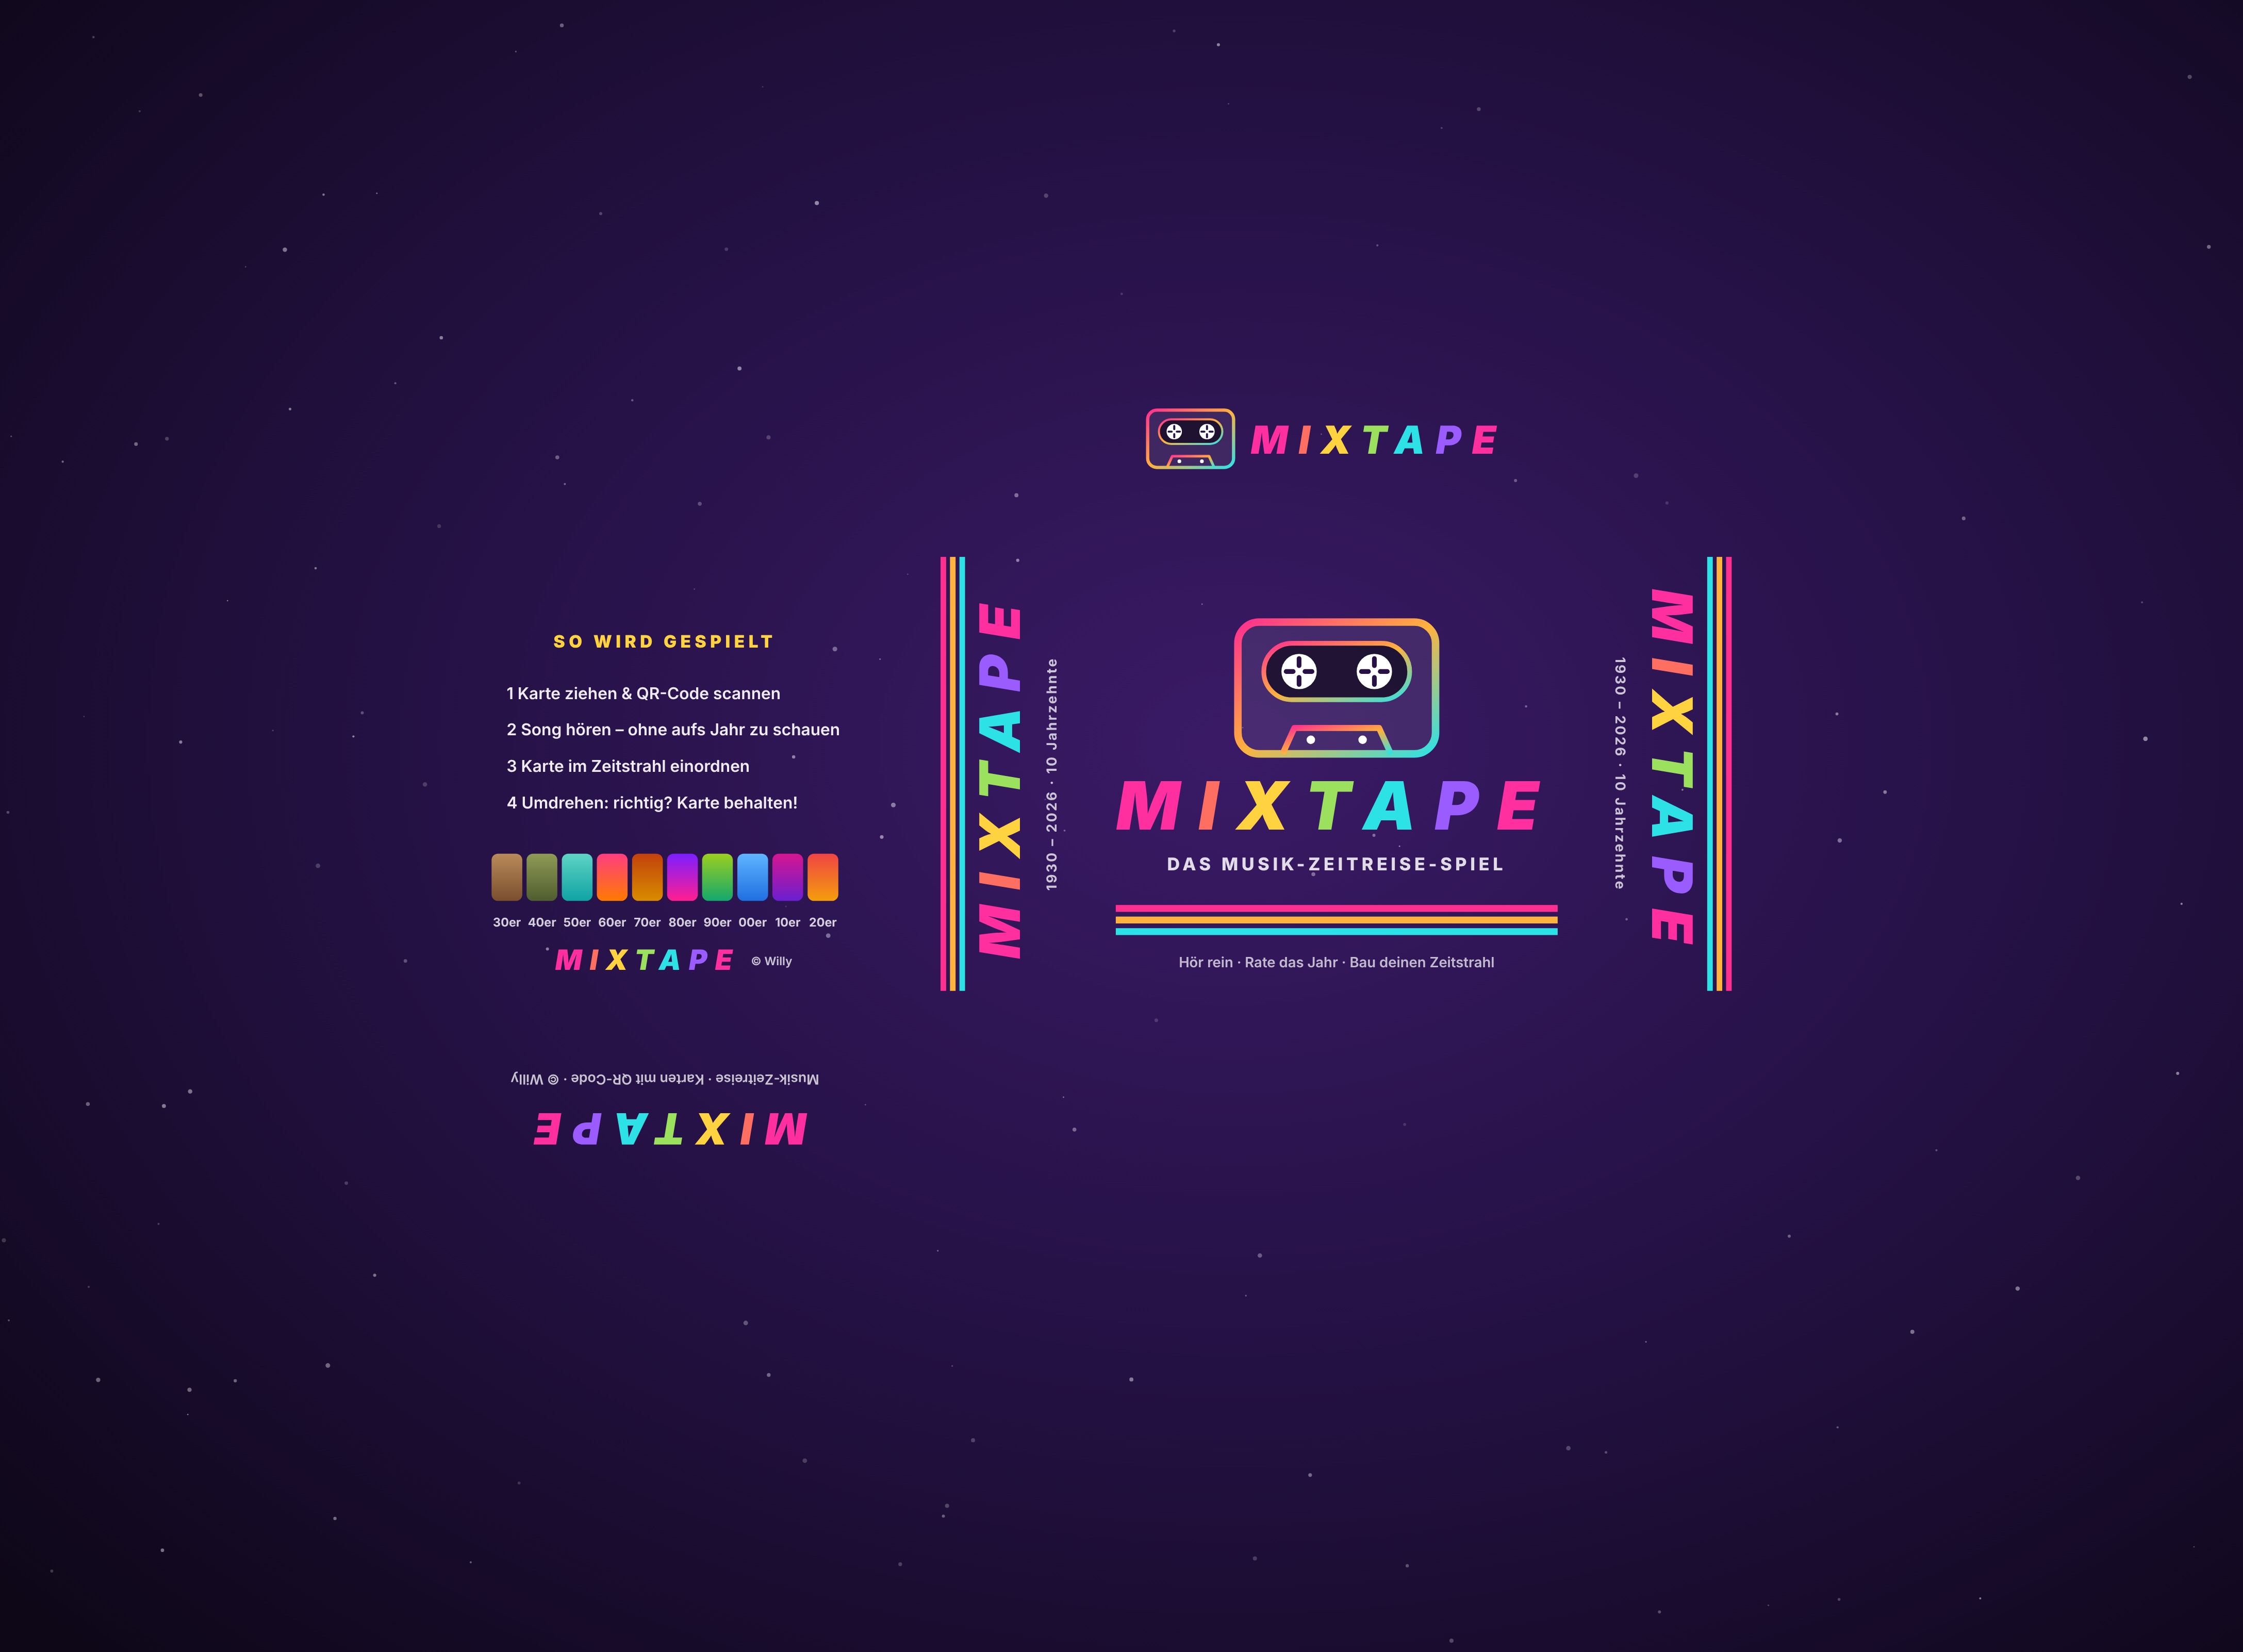 MIXTAPE
SO WIRD GESPIELT
1 Karte ziehen & QR-Code scannen
2 Song hören – ohne aufs Jahr zu schauen
3 Karte im Zeitstrahl einordnen
4 Umdrehen: richtig? Karte behalten!
30er 40er 50er 60er 70er 80er 90er 00er 10er 20er
MIXTAPE © Willy
Musik-Zeitreise · Karten mit QR-Code · © Willy
MIXTAPE
MIXTAPE
1930 – 2026 · 10 Jahrzehnte
MIXTAPE
DAS MUSIK-ZEITREISE-SPIEL
Hör rein · Rate das Jahr · Bau deinen Zeitstrahl
MIXTAPE
1930 – 2026 · 10 Jahrzehnte